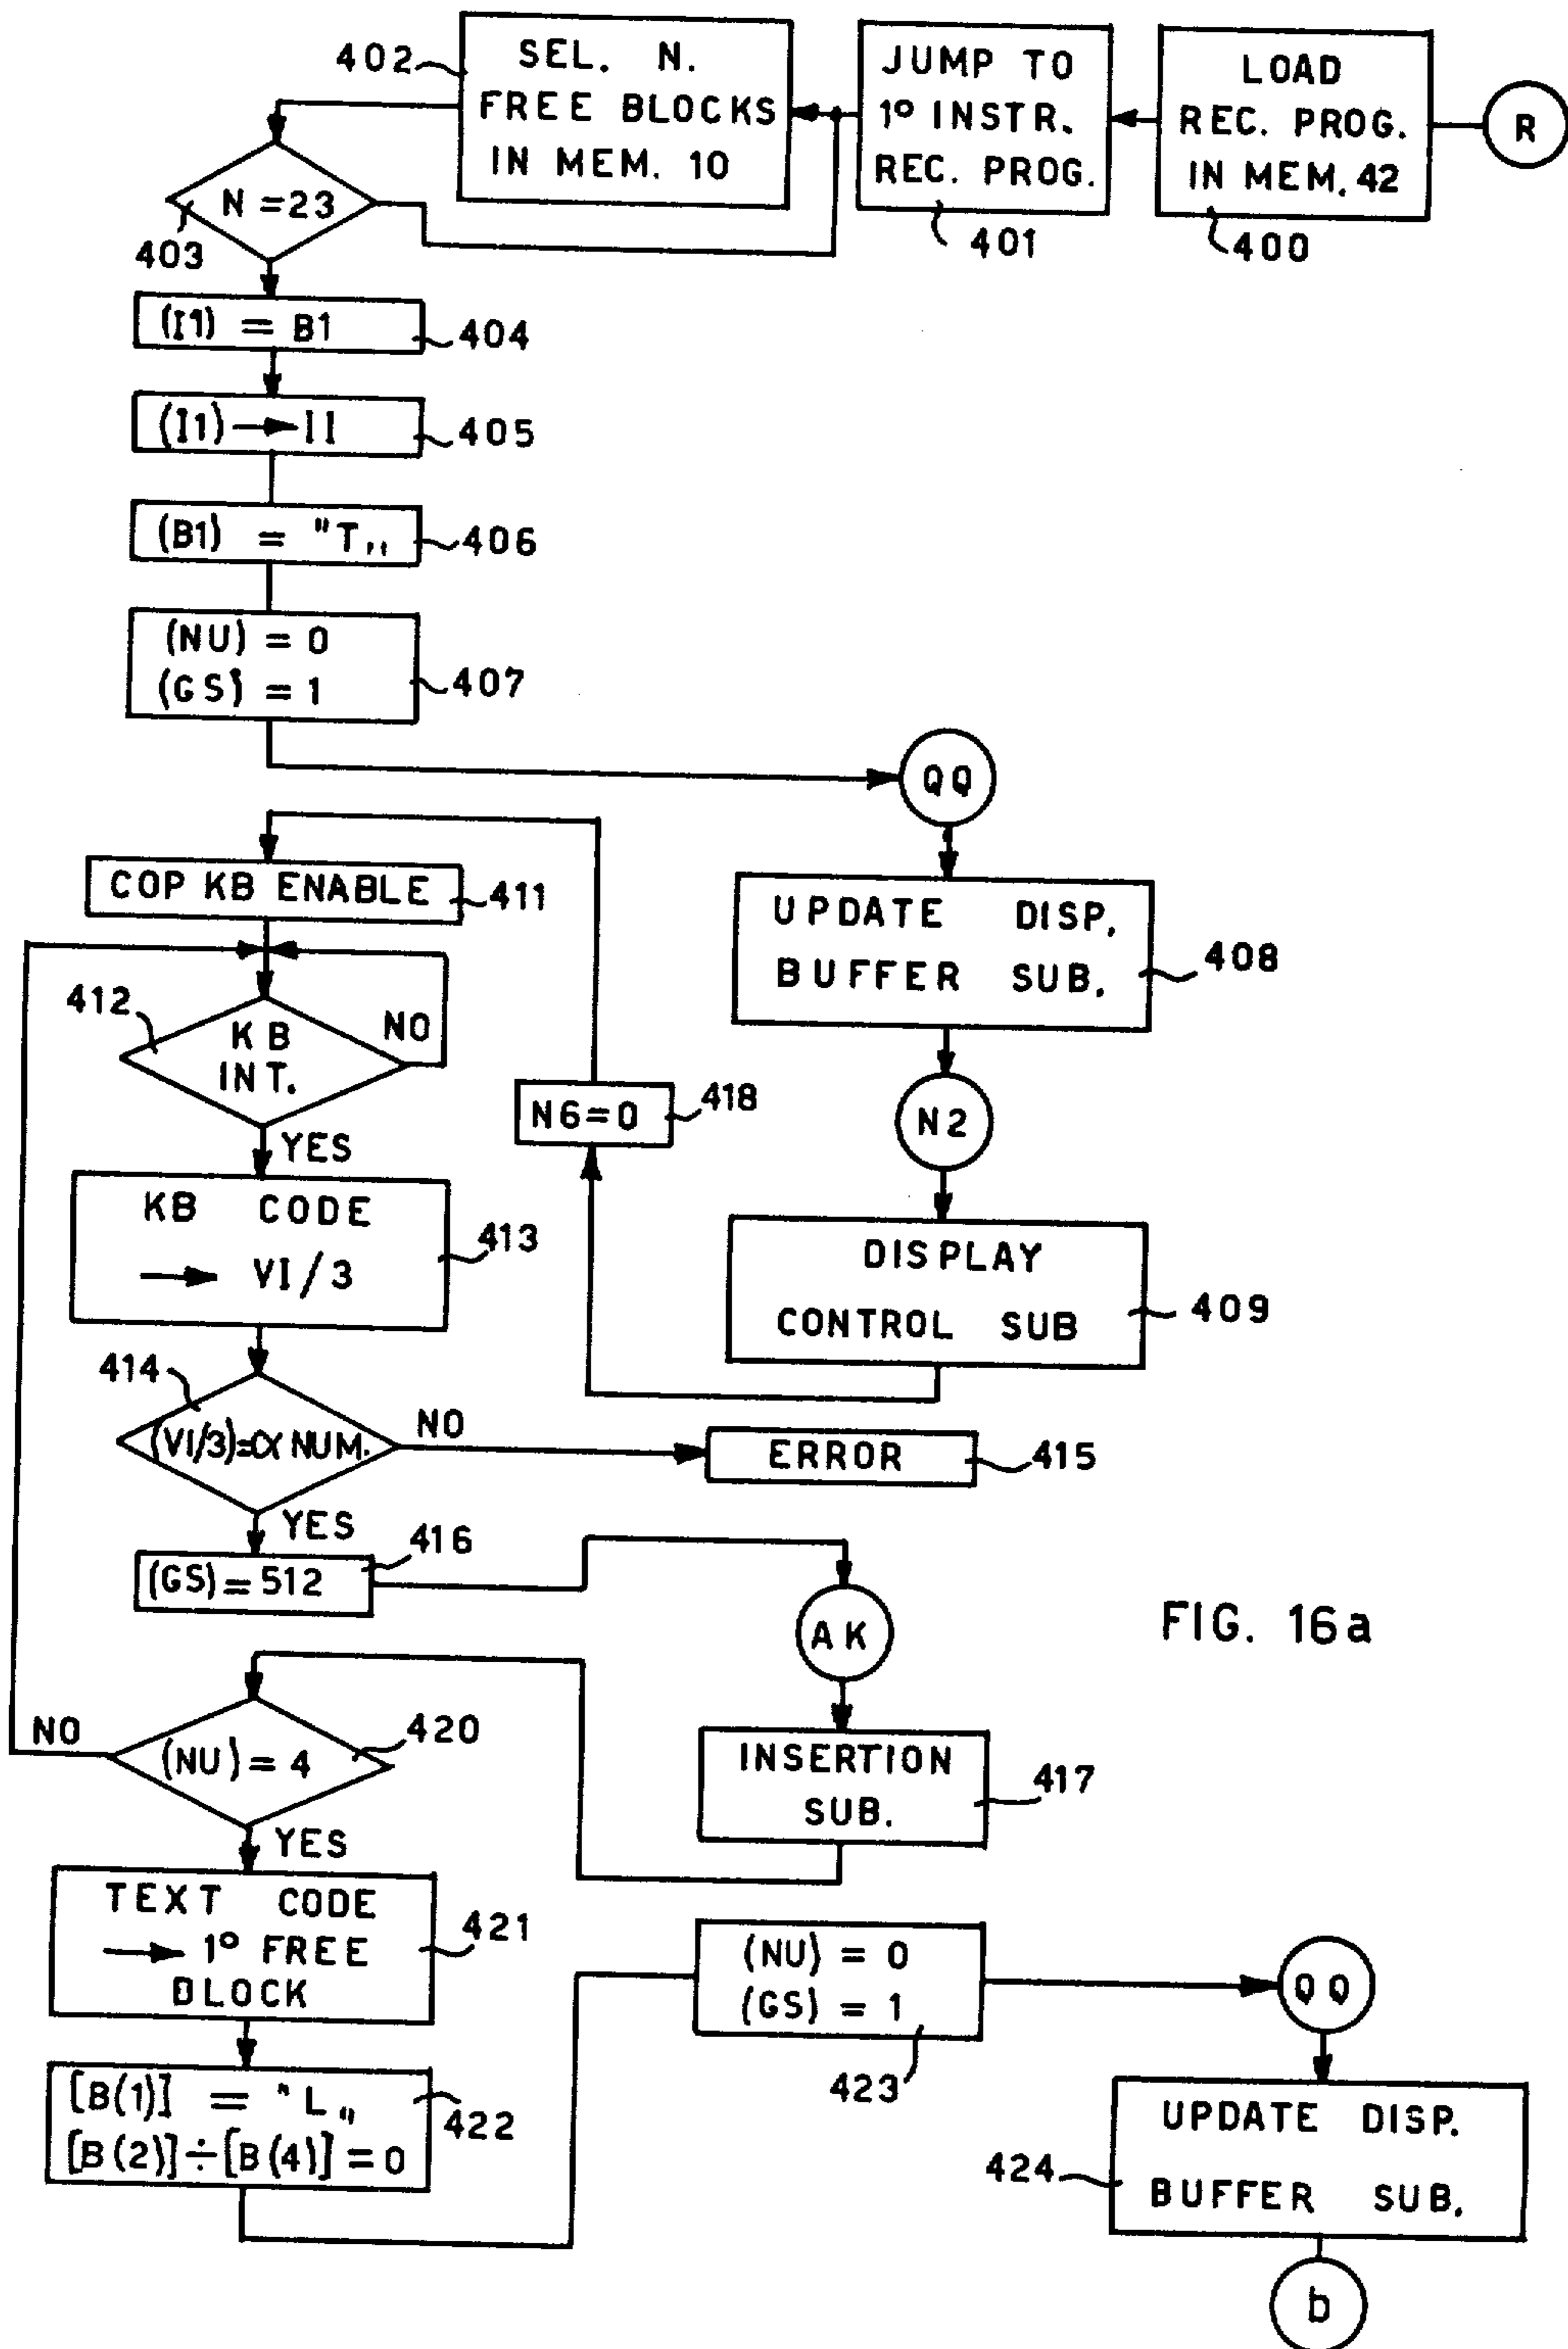 SEL. N.
FREE BLOCKS
IN MEM. 10
402
JUMP TO
1º INSTR.
REC. PROG.
401
LOAD
REC. PROG.
IN MEM. 42
400
R
N = 23
403
(I1) = B1
404
(I1) → II
405
(B1) = "T„
406
(NU) = 0
(GS) = 1
407
QQ
COP KB ENABLE
411
UPDATE DISP.
BUFFER SUB.
408
412
KB
INT.
NO
YES
N6=0
418
N2
KB CODE
→ VI/3
413
DISPLAY
CONTROL SUB
409
414
(VI/3)=α NUM.
NO
ERROR
415
YES
(GS) = 512
416
AK
FIG. 16a
NO
(NU) = 4
420
INSERTION
SUB.
417
YES
TEXT CODE
→ 1º FREE
BLOCK
421
(NU) = 0
(GS) = 1
423
QQ
[B(1)] = "L„
[B(2)] ÷ [B(4)] = 0
422
UPDATE DISP.
BUFFER SUB.
424
b